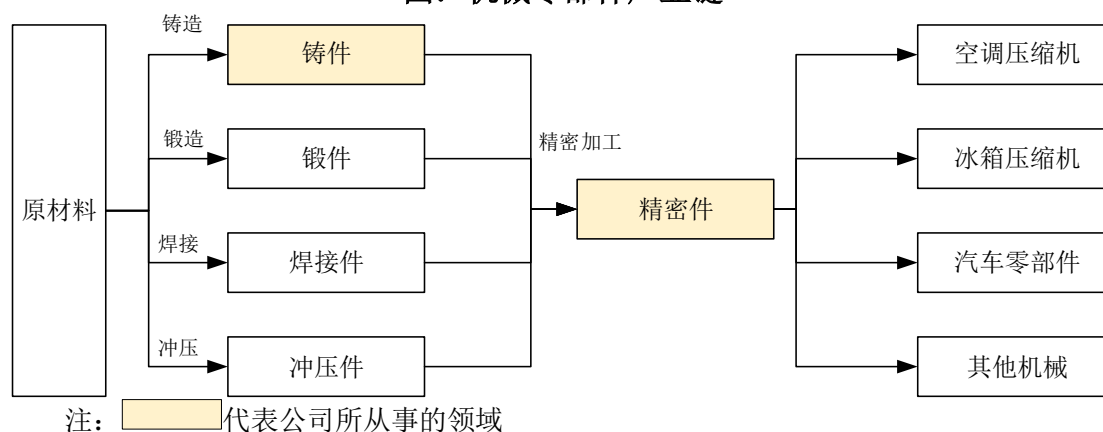 铸造
铸件
空调压缩机
锻造
锻件
精密加工
冰箱压缩机
原材料
精密件
焊接
焊接件
汽车零部件
冲压
冲压件
其他机械
注：
代表公司所从事的领域